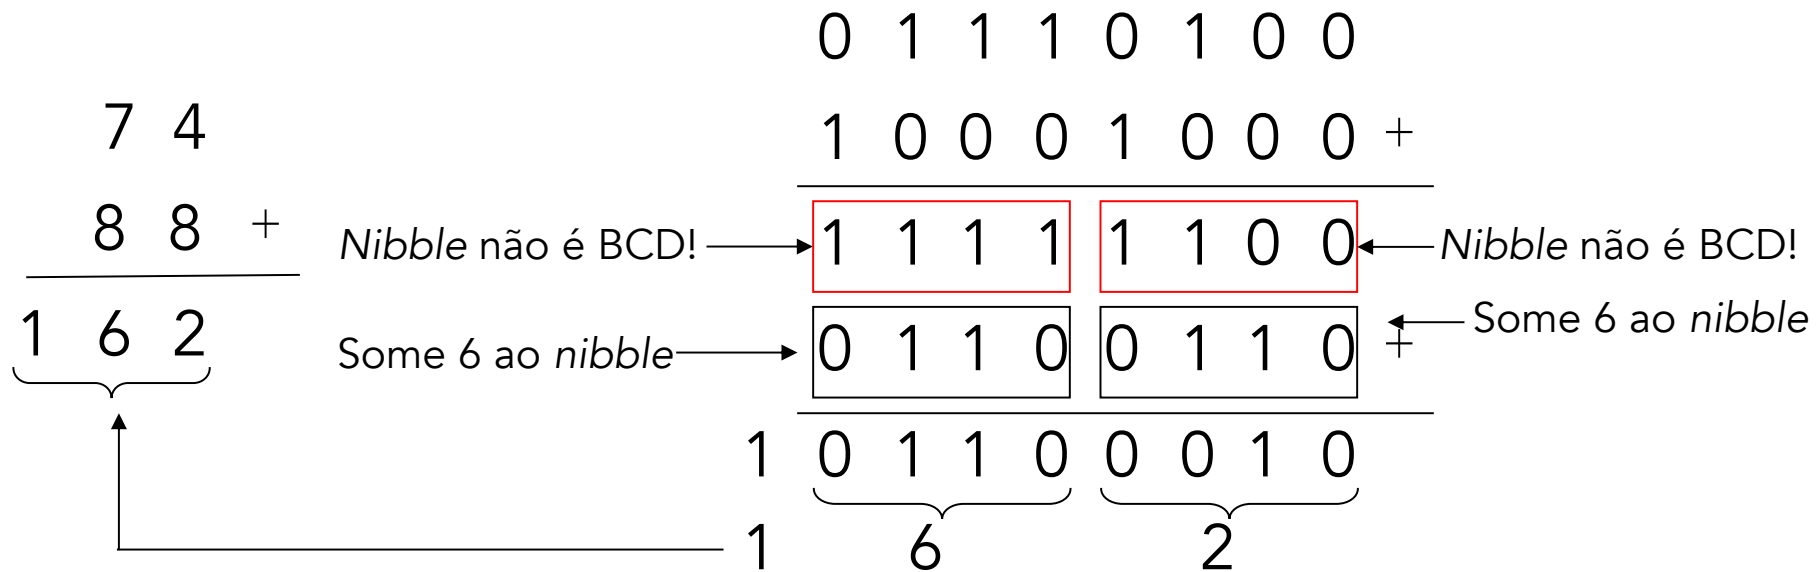 7 4
8 8 +
1 6 2
0 1 1 1 0 1 0 0
1 0 0 0 1 0 0 0 +
Nibble não é BCD! 1 1 1 1 1 1 0 0 Nibble não é BCD!
Some 6 ao nibble 0 1 1 0 0 1 1 0 + Some 6 ao nibble
1 0 1 1 0 0 0 1 0
1 6 2